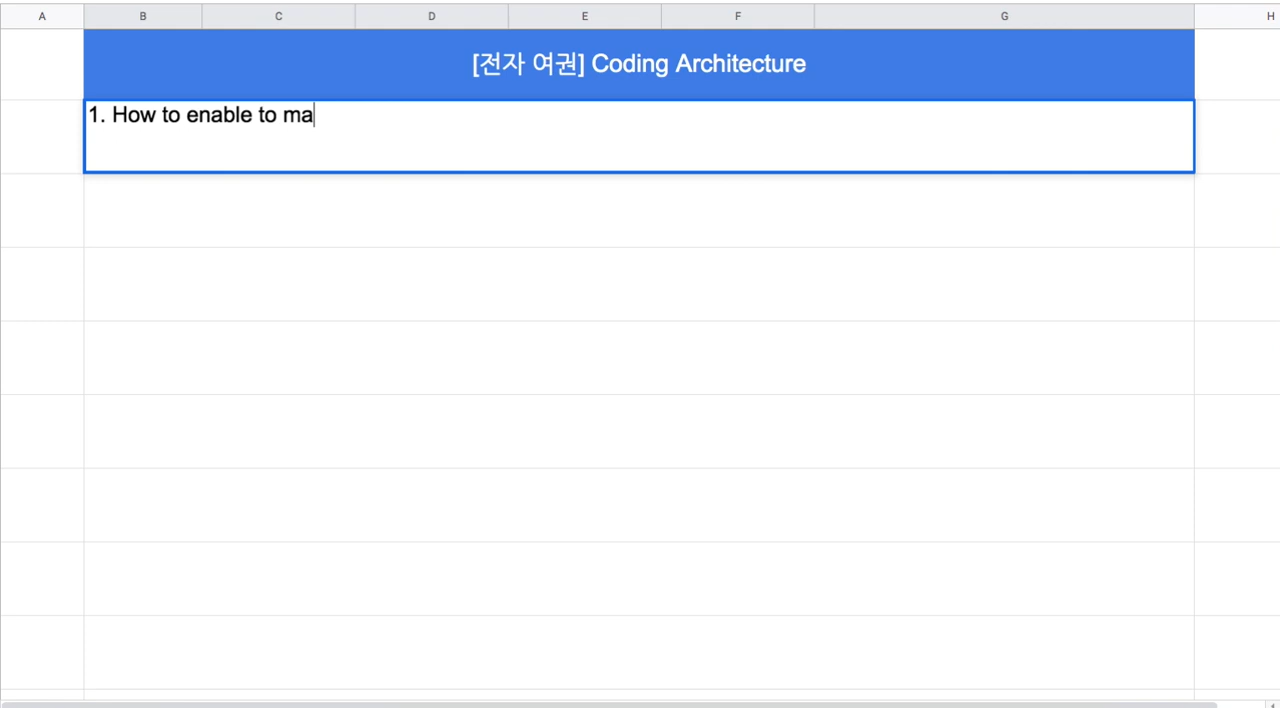 A B C D E F G H
[전자 여권] Coding Architecture
1. How to enable to ma